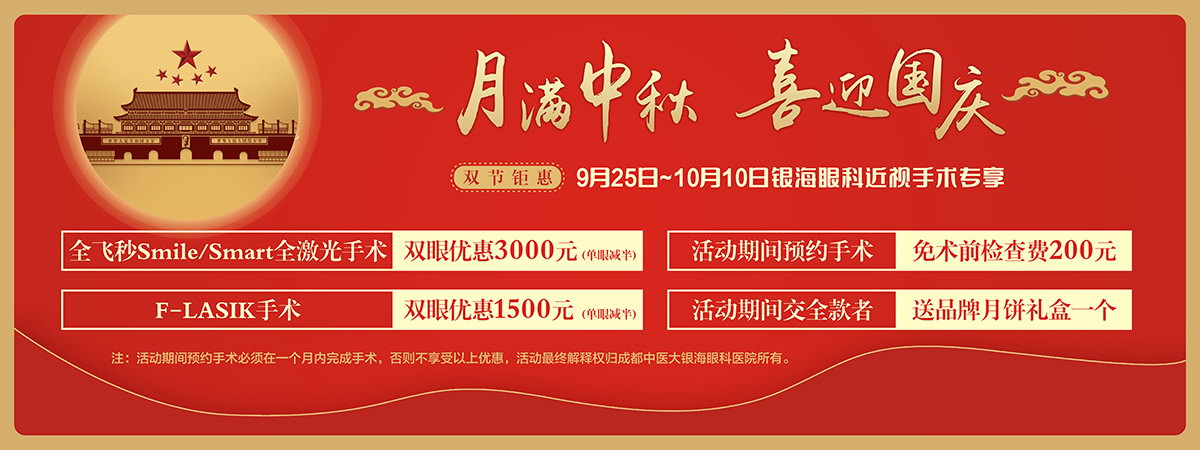 月满中秋 喜迎国庆
双节钜惠 9月25日~10月10日银海眼科近视手术专享
全飞秒Smile/Smart全激光手术 双眼优惠3000元(单眼减半)
活动期间预约手术 免术前检查费200元
F-LASIK手术 双眼优惠1500元(单眼减半)
活动期间交全款者 送品牌月饼礼盒一个
注：活动期间预约手术必须在一个月内完成手术，否则不享受以上优惠，活动最终解释权归成都中医大银海眼科医院所有。